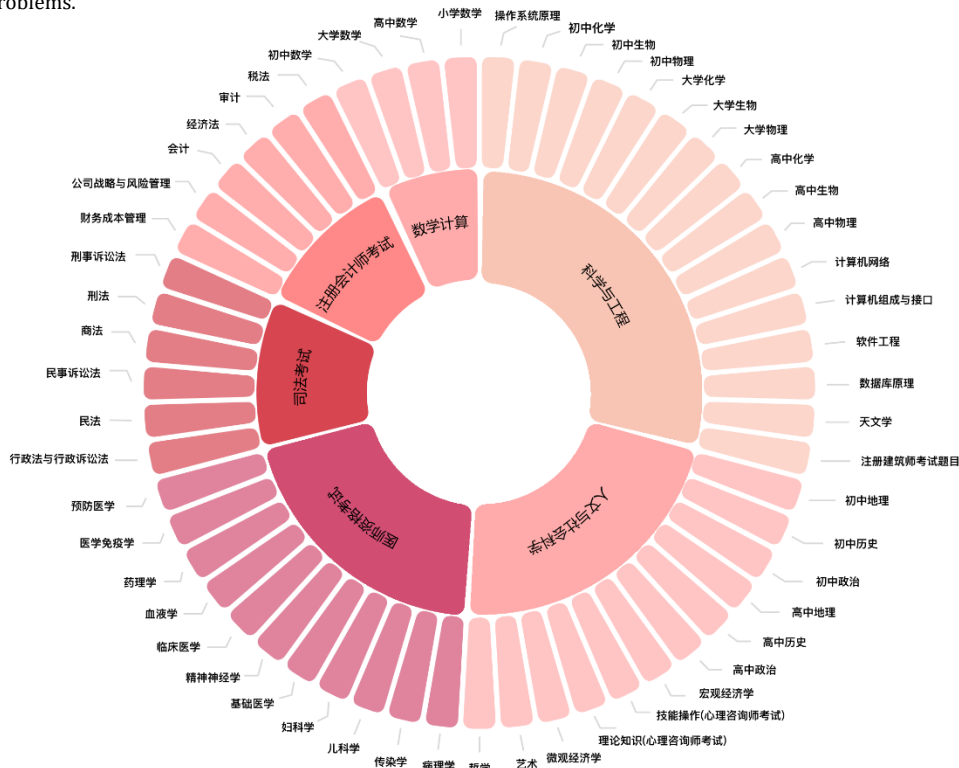 roblems.
小学数学
操作系统原理
初中化学
初中生物
初中物理
大学化学
大学生物
大学物理
高中化学
高中生物
高中物理
计算机网络
计算机组成与接口
软件工程
数据库原理
天文学
注册建筑师考试题目
初中地理
初中历史
初中政治
高中地理
高中历史
高中政治
宏观经济学
技能操作(心理咨询师考试)
理论知识(心理咨询师考试)
微观经济学
艺术
哲学
病理学
传染学
儿科学
妇科学
基础医学
精神神经学
临床医学
血液学
药理学
医学免疫学
预防医学
行政法与行政诉讼法
民法
民事诉讼法
商法
刑法
刑事诉讼法
财务成本管理
公司战略与风险管理
会计
经济法
审计
税法
初中数学
大学数学
高中数学
数学计算
科学与工程
人文与社会科学
医师资格考试
司法考试
注册会计师考试